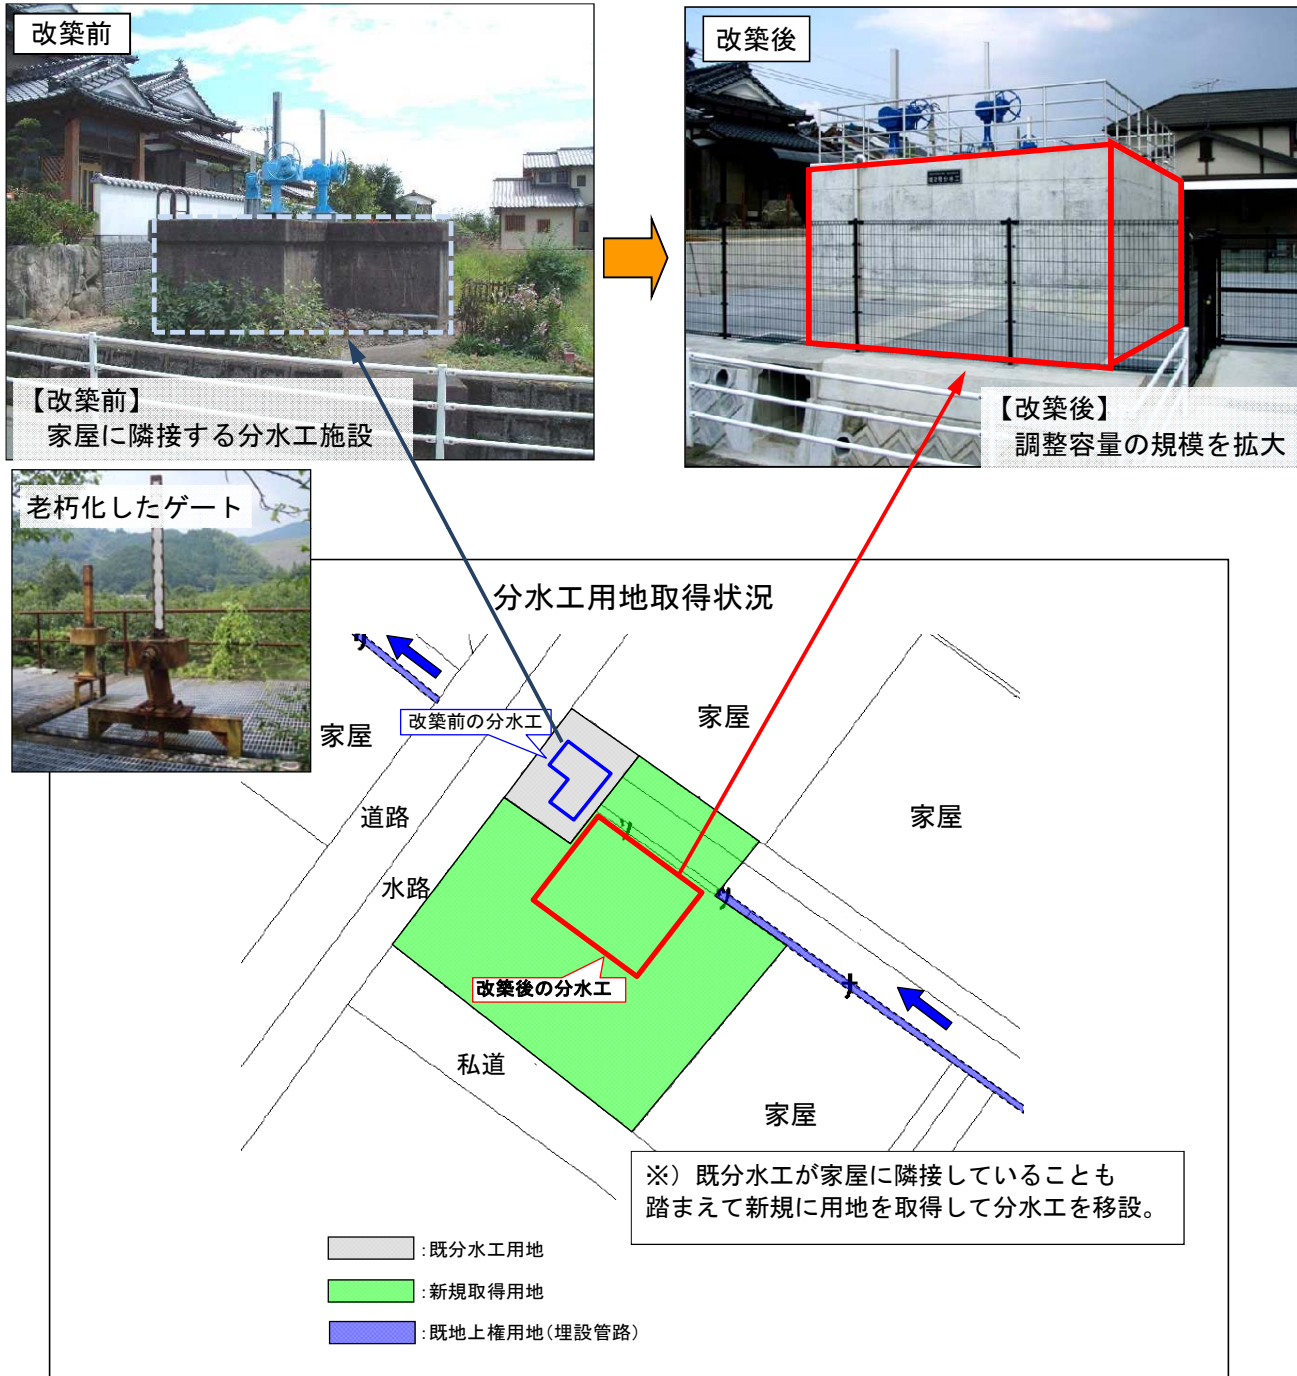 改築前
改築後
【改築前】
家屋に隣接する分水工施設
【改築後】
調整容量の規模を拡大
老朽化したゲート
分水工用地取得状況
家屋
改築前の分水工
家屋
家屋
道路
水路
改築後の分水工
私道
家屋
※）既分水工が家屋に隣接していることも
踏まえて新規に用地を取得して分水工を移設。
：既分水工用地
：新規取得用地
：既地上権用地(埋設管路)